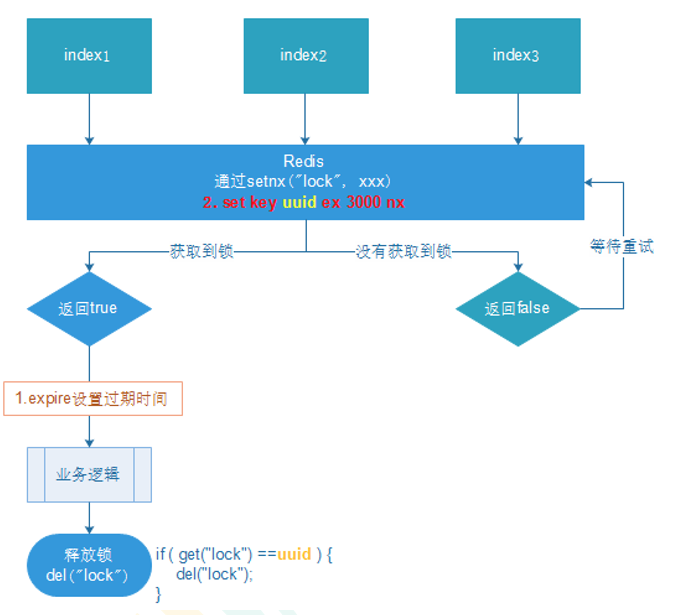 index1
index2
index3
Redis
通过setnx("lock", xxx)
2. set key uuid ex 3000 nx
获取到锁
没有获取到锁
等待重试
返回true
返回false
1.expire设置过期时间
业务逻辑
释放锁
del("lock")
if ( get("lock") ==uuid ) {
del("lock");
}